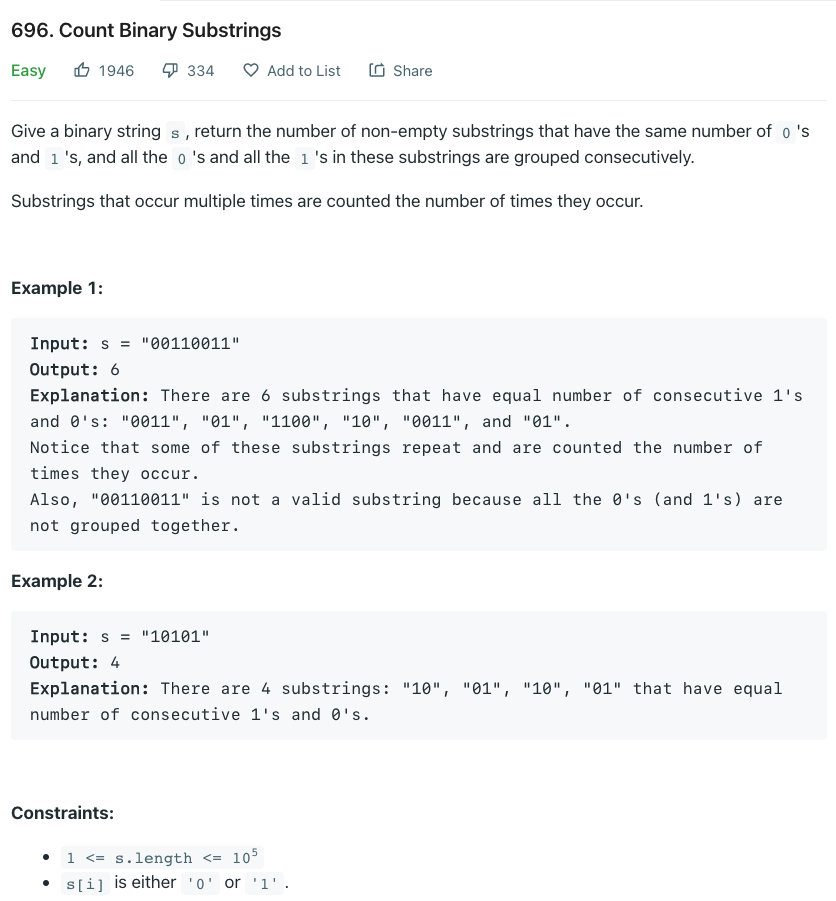 696. Count Binary Substrings
Easy 1946 334 Add to List Share
Give a binary string s , return the number of non-empty substrings that have the same number of 0 's
and 1 's, and all the 0 's and all the 1 's in these substrings are grouped consecutively.
Substrings that occur multiple times are counted the number of times they occur.
Example 1:
Input: s = "00110011"
Output: 6
Explanation: There are 6 substrings that have equal number of consecutive 1's
and 0's: "0011", "01", "1100", "10", "0011", and "01".
Notice that some of these substrings repeat and are counted the number of
times they occur.
Also, "00110011" is not a valid substring because all the 0's (and 1's) are
not grouped together.
Example 2:
Input: s = "10101"
Output: 4
Explanation: There are 4 substrings: "10", "01", "10", "01" that have equal
number of consecutive 1's and 0's.
Constraints:
• 1 <= s.length <= 10⁵
• s[i] is either '0' or '1' .